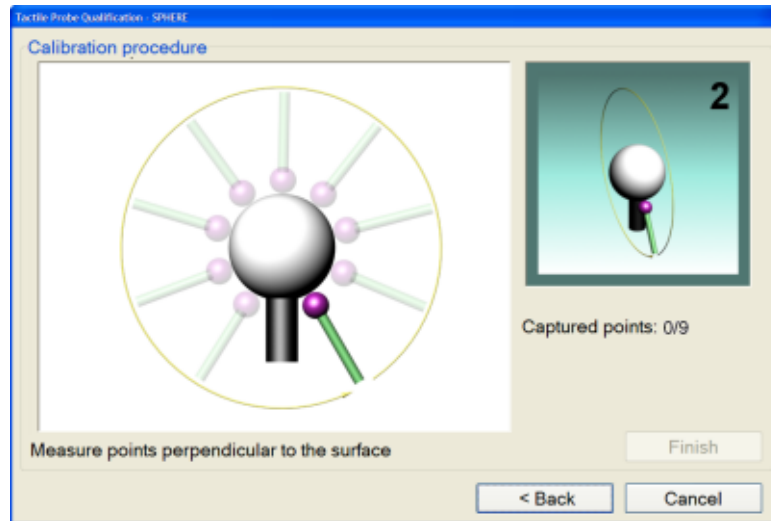 Tactile Probe Qualification - SPHERE
Calibration procedure
2
Captured points: 0/9
Measure points perpendicular to the surface
Finish
< Back
Cancel